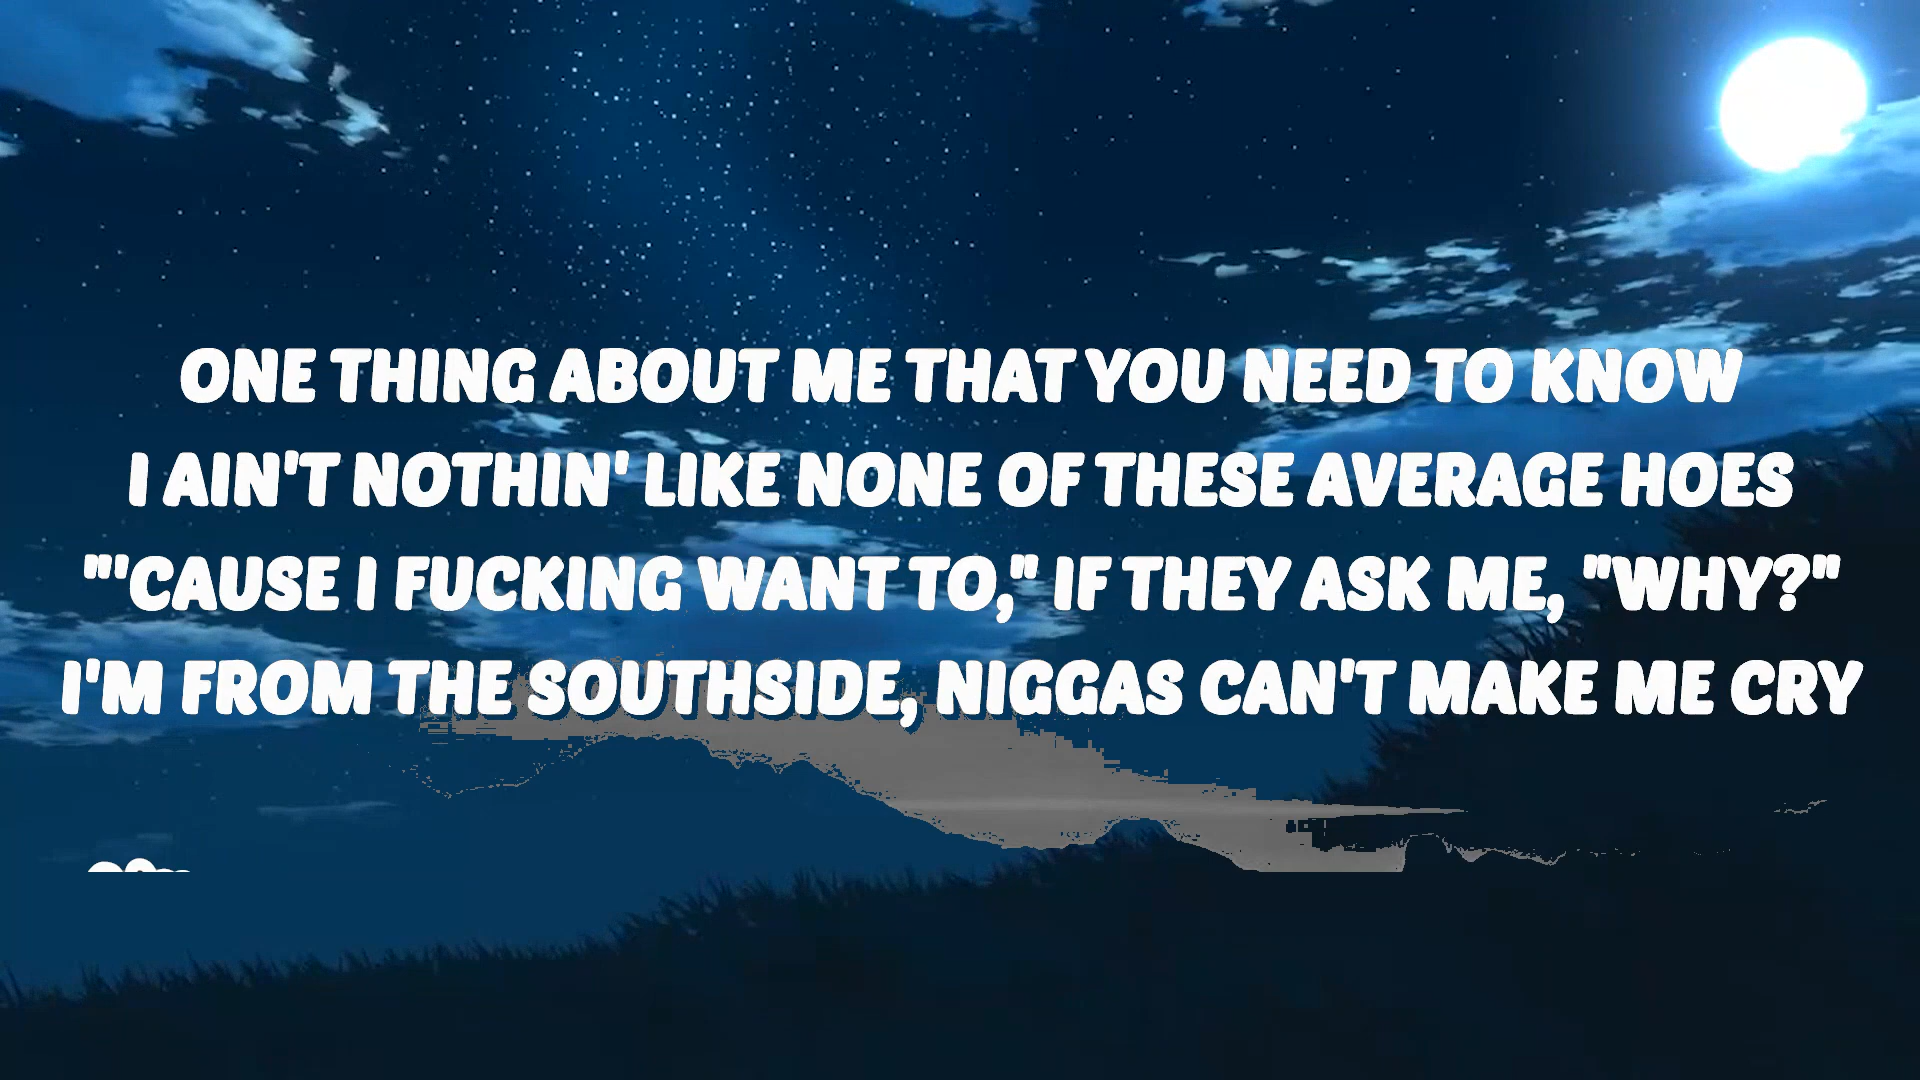 ONE THING ABOUT ME THAT YOU NEED TO KNOW
I AIN'T NOTHIN' LIKE NONE OF THESE AVERAGE HOES
"'CAUSE I FUCKING WANT TO," IF THEY ASK ME, "WHY?"
I'M FROM THE SOUTHSIDE, NIGGAS CAN'T MAKE ME CRY